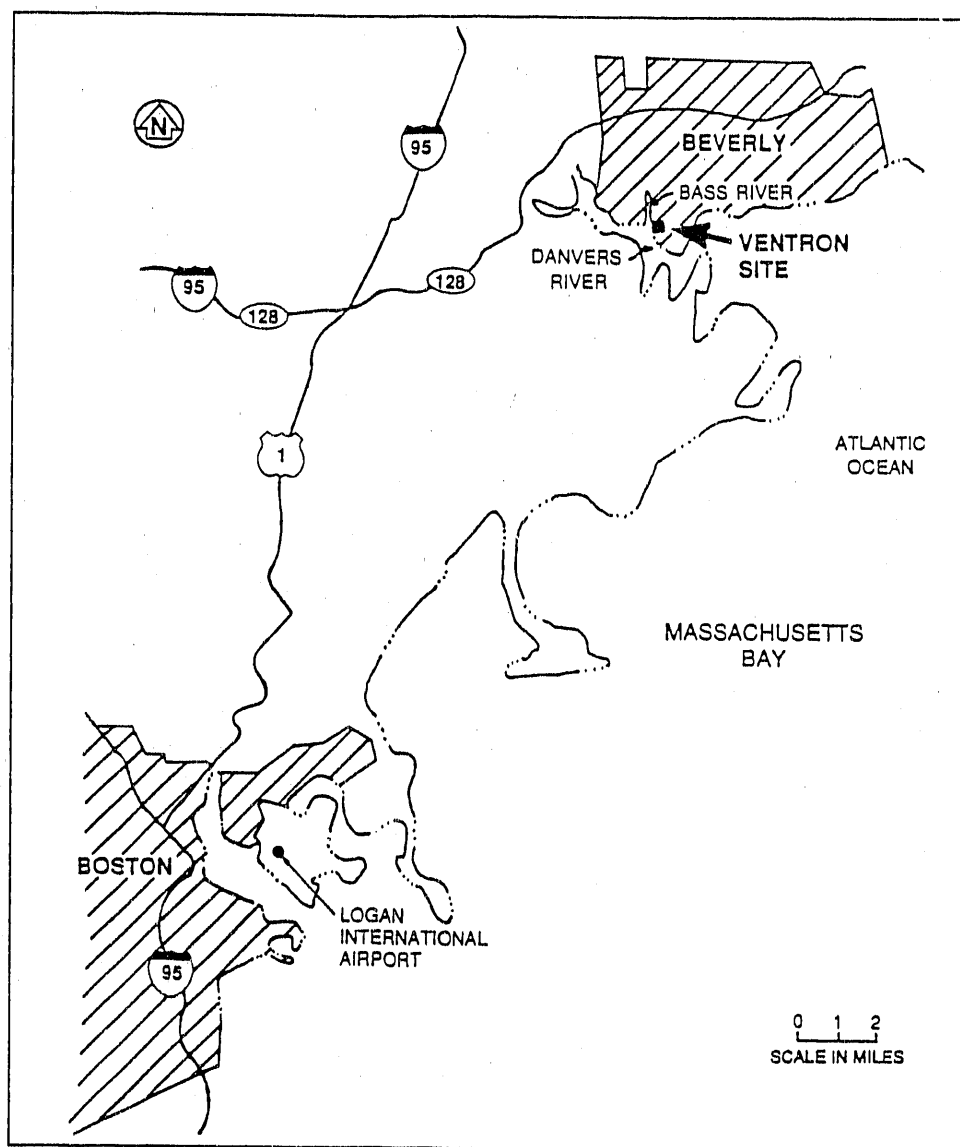 N
95
BEVERLY
BASS RIVER
VENTRON
SITE
DANVERS
RIVER
95
128
128
1
ATLANTIC
OCEAN
MASSACHUSETTS
BAY
BOSTON
LOGAN
INTERNATIONAL
AIRPORT
95
0 1 2
SCALE IN MILES